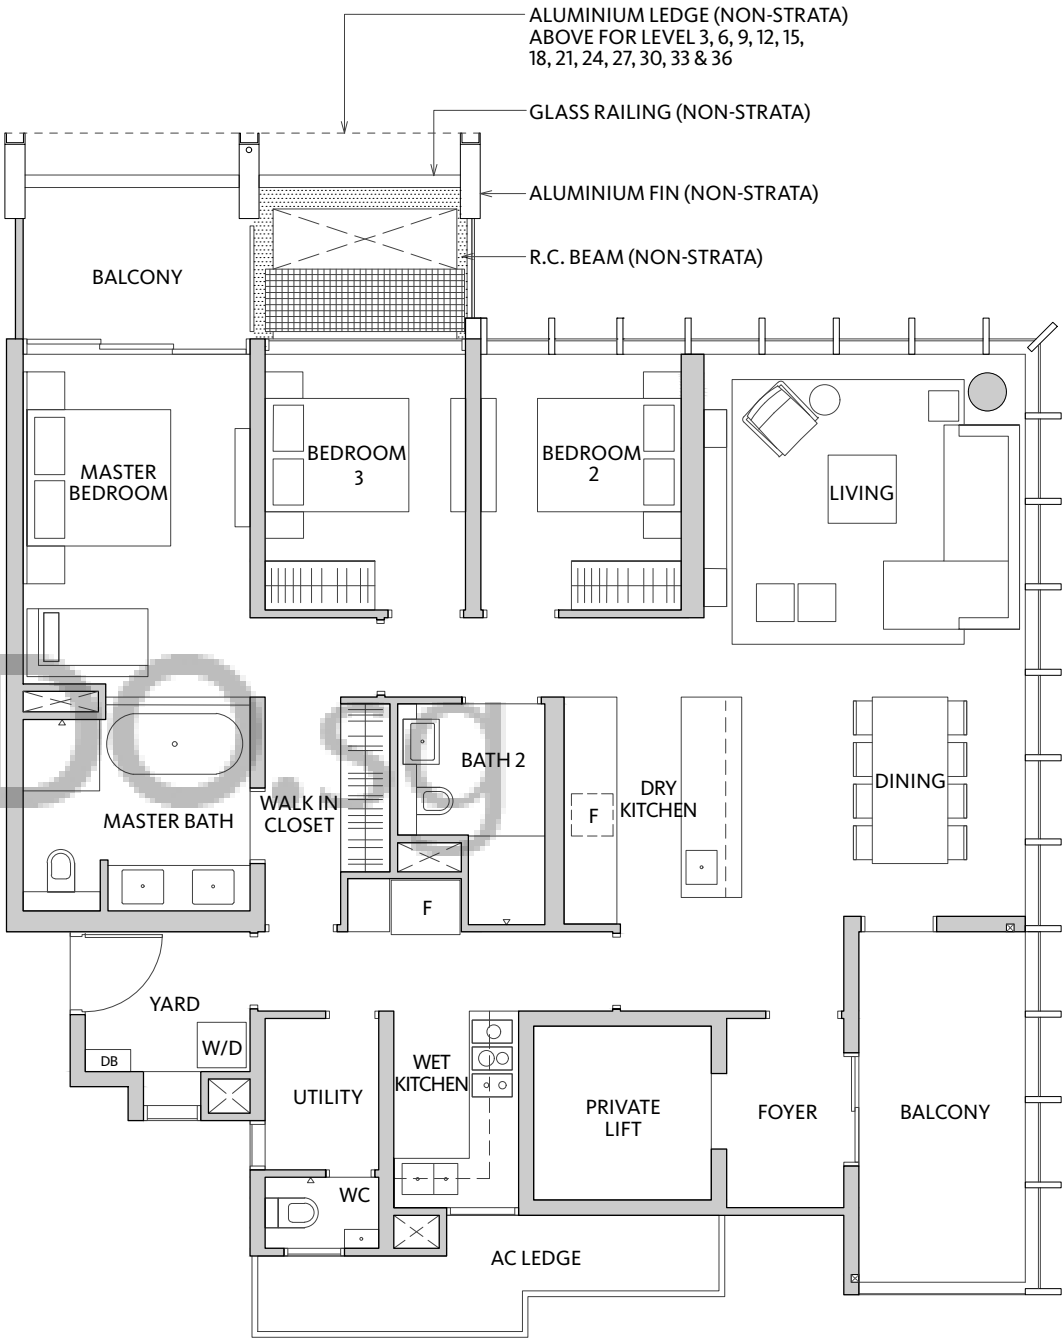 ALUMINIUM LEDGE (NON-STRATA)
ABOVE FOR LEVEL 3, 6, 9, 12, 15,
18, 21, 24, 27, 30, 33 & 36
GLASS RAILING (NON-STRATA)
ALUMINIUM FIN (NON-STRATA)
R.C. BEAM (NON-STRATA)
BALCONY
MASTER
BEDROOM
BEDROOM
3
BEDROOM
2
LIVING
MASTER BATH
WALK IN
CLOSET
BATH 2
F
DRY
KITCHEN
DINING
F
YARD
W/D
DB
UTILITY
WET
KITCHEN
PRIVATE
LIFT
FOYER
BALCONY
WC
AC LEDGE